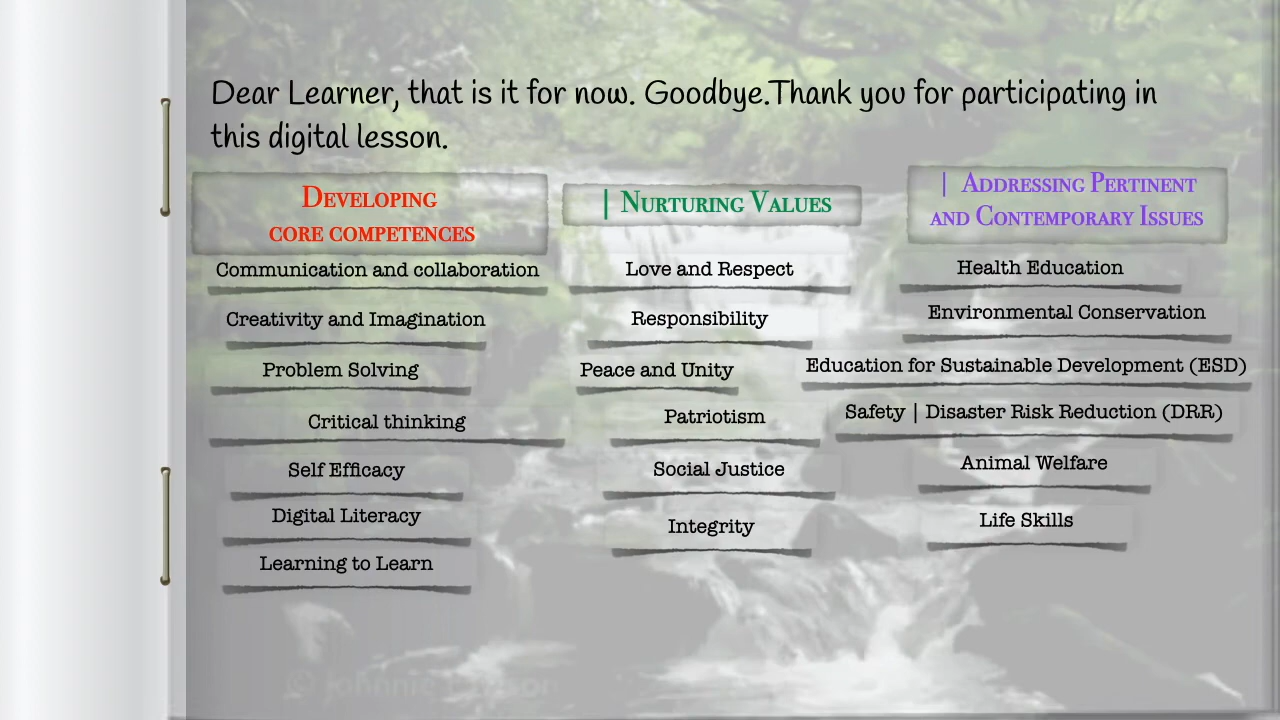 Dear Learner, that is it for now. Goodbye.Thank you for participating in
this digital lesson.
Developing
core competences
Communication and collaboration
Creativity and Imagination
Problem Solving
Critical thinking
Self Efficacy
Digital Literacy
Learning to Learn
| Nurturing Values
Love and Respect
Responsibility
Peace and Unity
Patriotism
Social Justice
Integrity
| Addressing Pertinent
and Contemporary Issues
Health Education
Environmental Conservation
Education for Sustainable Development (ESD)
Safety | Disaster Risk Reduction (DRR)
Animal Welfare
Life Skills